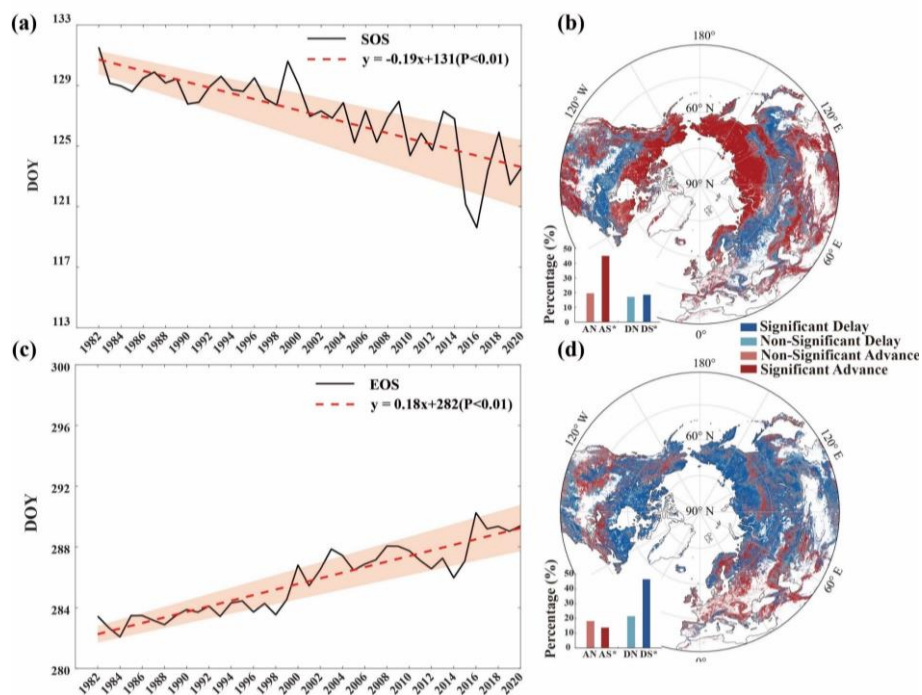 (a)
133
129
125
121
117
113
DOY
SOS
y = -0.19x+131(P<0.01)
1982 1984 1986 1988 1990 1992 1994 1996 1998 2000 2002 2004 2006 2008 2010 2012 2014 2016 2018 2020
(b)
180°
120° W
120° E
60° N
90° N
60° E
0°
Percentage (%)
50
40
30
20
10
0
AN AS* DN DS*
Significant Delay
Non-Significant Delay
Non-Significant Advance
Significant Advance
(c)
300
296
292
288
284
280
DOY
EOS
y = 0.18x+282(P<0.01)
1982 1984 1986 1988 1990 1992 1994 1996 1998 2000 2002 2004 2006 2008 2010 2012 2014 2016 2018 2020
(d)
180°
120° W
120° E
60° N
90° N
60° E
0°
Percentage (%)
50
40
30
20
10
0
AN AS* DN DS*